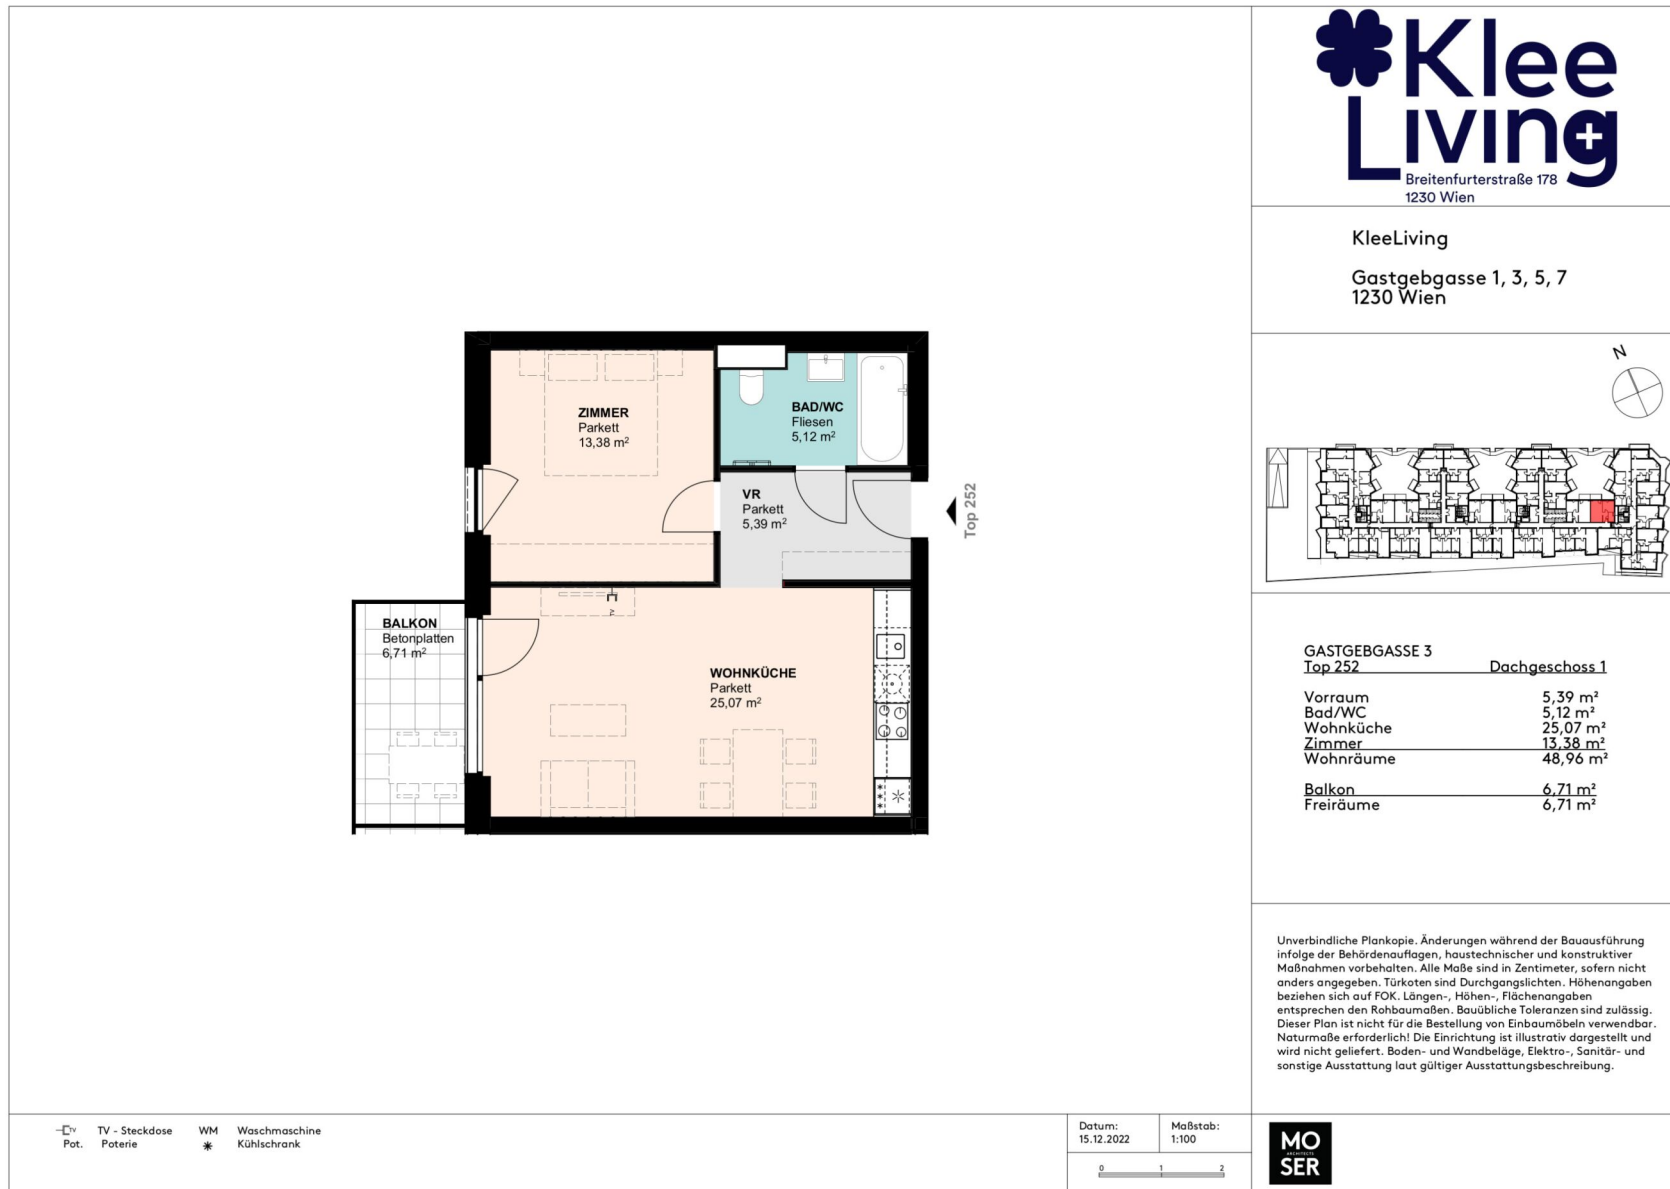 Klee
Living
Breitenfurterstraße 178
1230 Wien
KleeLiving
Gastgebgasse 1, 3, 5, 7
1230 Wien
N
ZIMMER
Parkett
13,38 m²
BAD/WC
Fliesen
5,12 m²
VR
Parkett
5,39 m²
Top 252
TV
BALKON
Betonplatten
6,71 m²
WOHNKÜCHE
Parkett
25,07 m²
GASTGEBGASSE 3
Top 252 Dachgeschoss 1
Vorraum 5,39 m²
Bad/WC 5,12 m²
Wohnküche 25,07 m²
Zimmer 13,38 m²
Wohnräume 48,96 m²
Balkon 6,71 m²
Freiräume 6,71 m²
Unverbindliche Plankopie. Änderungen während der Bauausführung
infolge der Behördenauflagen, haustechnischer und konstruktiver
Maßnahmen vorbehalten. Alle Maße sind in Zentimeter, sofern nicht
anders angegeben. Türkoten sind Durchgangslichten. Höhenangaben
beziehen sich auf FOK. Längen-, Höhen-, Flächenangaben
entsprechen den Rohbaumaßen. Bauübliche Toleranzen sind zulässig.
Dieser Plan ist nicht für die Bestellung von Einbaumöbeln verwendbar.
Naturmaße erforderlich! Die Einrichtung ist illustrativ dargestellt und
wird nicht geliefert. Boden- und Wandbeläge, Elektro-, Sanitär- und
sonstige Ausstattung laut gültiger Ausstattungsbeschreibung.
TV TV - Steckdose WM Waschmaschine
Pot. Poterie Kühlschrank
Datum: Maßstab:
15.12.2022 1:100
0 1 2
MO
ARCHITECTS
SER